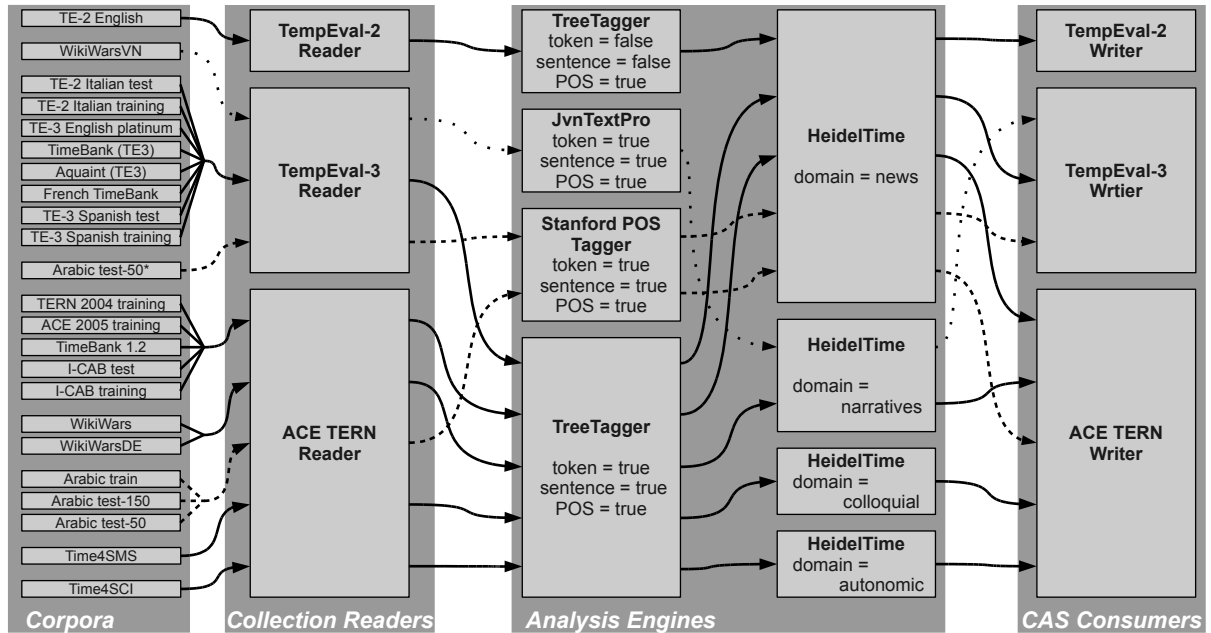 TE-2 English
WikiWarsVN
TE-2 Italian test
TE-2 Italian training
TE-3 English platinum
TimeBank (TE3)
Aquaint (TE3)
French TimeBank
TE-3 Spanish test
TE-3 Spanish training
Arabic test-50*
TERN 2004 training
ACE 2005 training
TimeBank 1.2
I-CAB test
I-CAB training
WikiWars
WikiWarsDE
Arabic train
Arabic test-150
Arabic test-50
Time4SMS
Time4SCI
Corpora
TempEval-2
Reader
TempEval-3
Reader
ACE TERN
Reader
Collection Readers
TreeTagger
token = false
sentence = false
POS = true
JvnTextPro
token = true
sentence = true
POS = true
Stanford POS
Tagger
token = true
sentence = true
POS = true
TreeTagger
token = true
sentence = true
POS = true
HeidelTime
domain = news
HeidelTime
domain =
narratives
HeidelTime
domain =
colloquial
HeidelTime
domain =
autonomic
Analysis Engines
TempEval-2
Writer
TempEval-3
Wrtier
ACE TERN
Writer
CAS Consumers